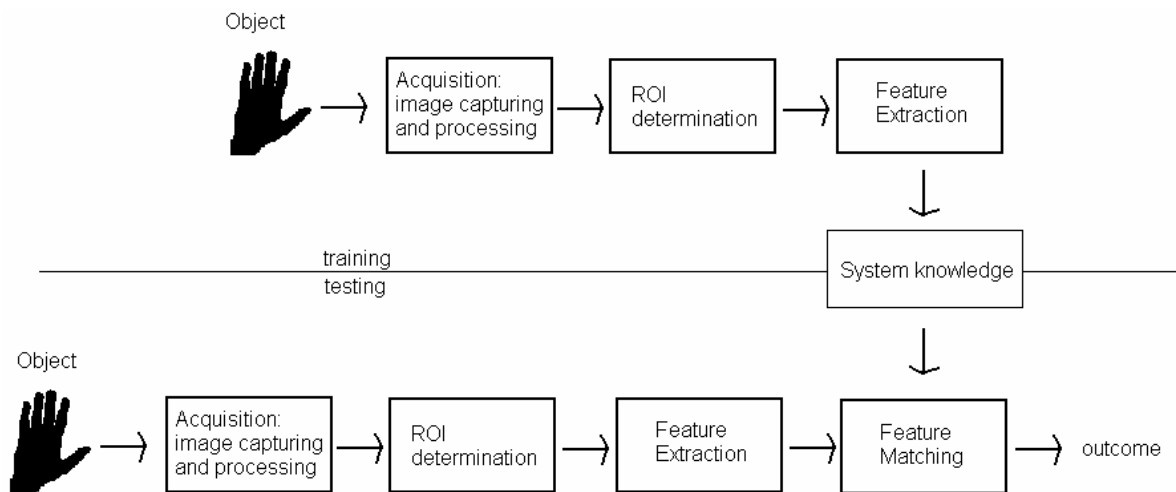 Object
Acquisition:
image capturing
and processing
ROI
determination
Feature
Extraction
System knowledge
training
testing
Object
Acquisition:
image capturing
and processing
ROI
determination
Feature
Extraction
Feature
Matching
outcome